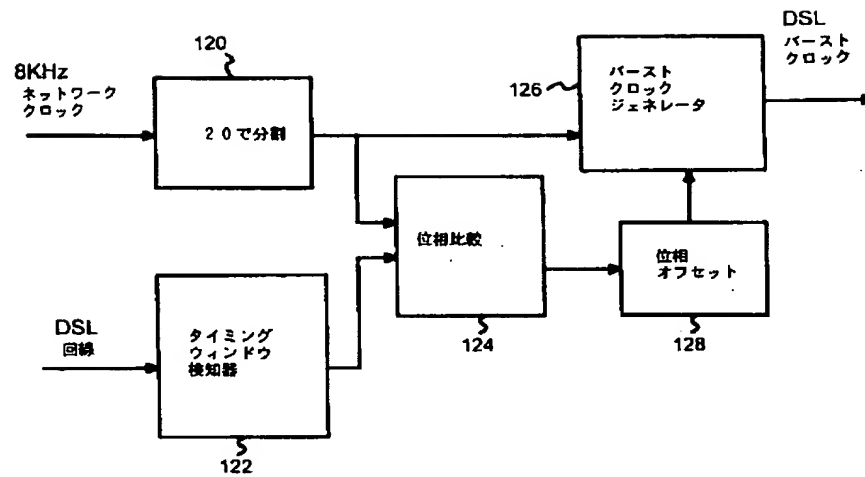 120
8KHz
ネットワーク
クロック
20で分割
126
バースト
クロック
ジェネレータ
DSL
バースト
クロック
位相比較
124
位相
オフセット
128
DSL
回線
タイミング
ウィンドウ
検知器
122